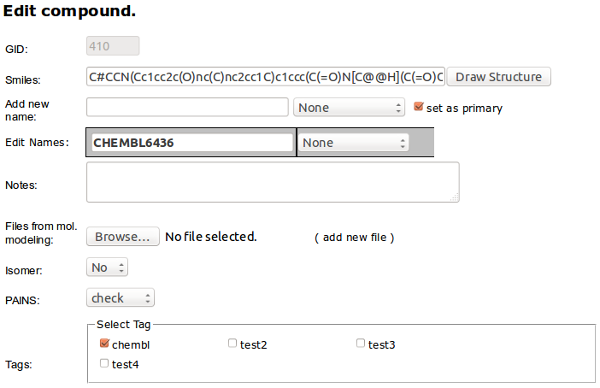 Edit compound.
GID: 410
Smiles: C#CCN(Cc1cc2c(O)nc(C)nc2cc1C)c1ccc(C(=O)N[C@@H](C(=O)C Draw Structure
Add new name: None set as primary
Edit Names: CHEMBL6436 None
Notes:
Files from mol. modeling: Browse... No file selected. ( add new file )
Isomer: No
PAINS: check
Select Tag
chembl test2 test3
Tags: test4